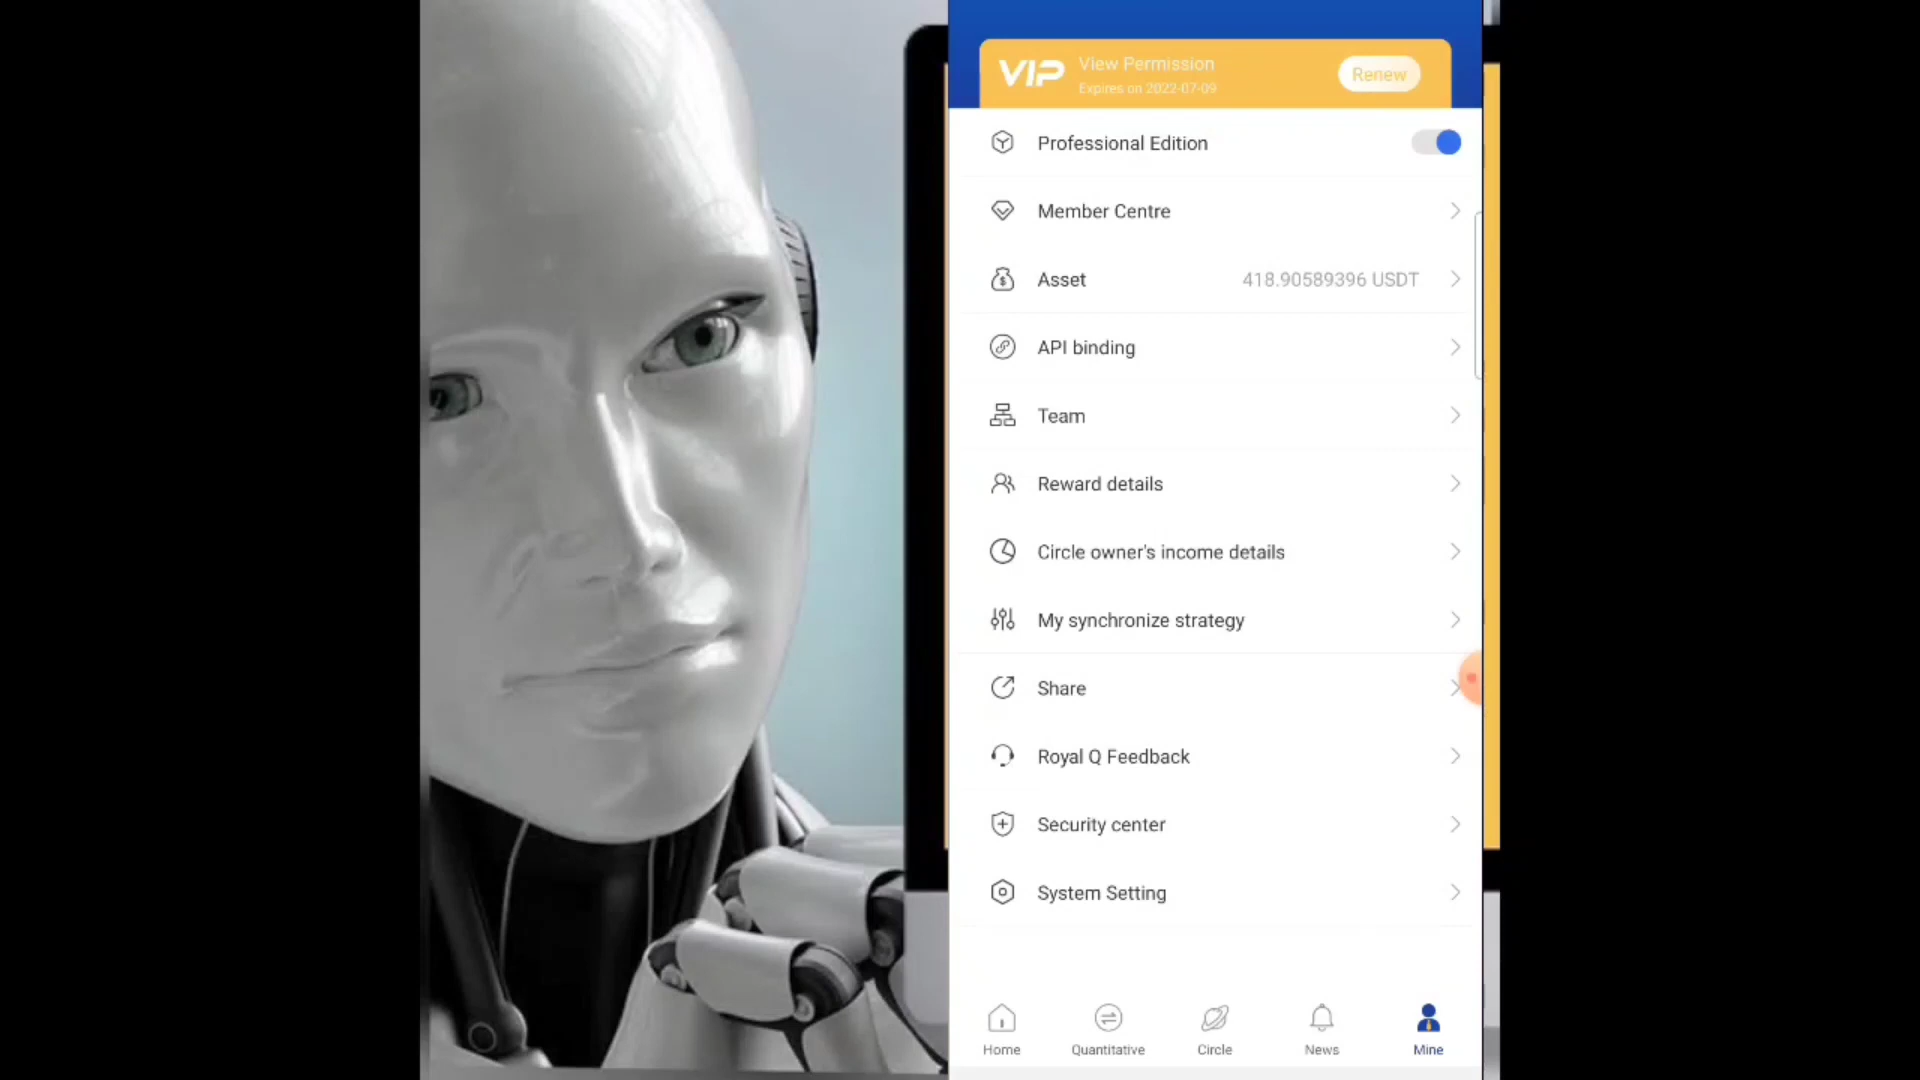 VIP View Permission
Expires on 2022-07-09
Renew
Professional Edition
Member Centre
Asset 418.90589396 USDT
API binding
Team
Reward details
Circle owner's income details
My synchronize strategy
Share
Royal Q Feedback
Security center
System Setting
Home Quantitative Circle News Mine